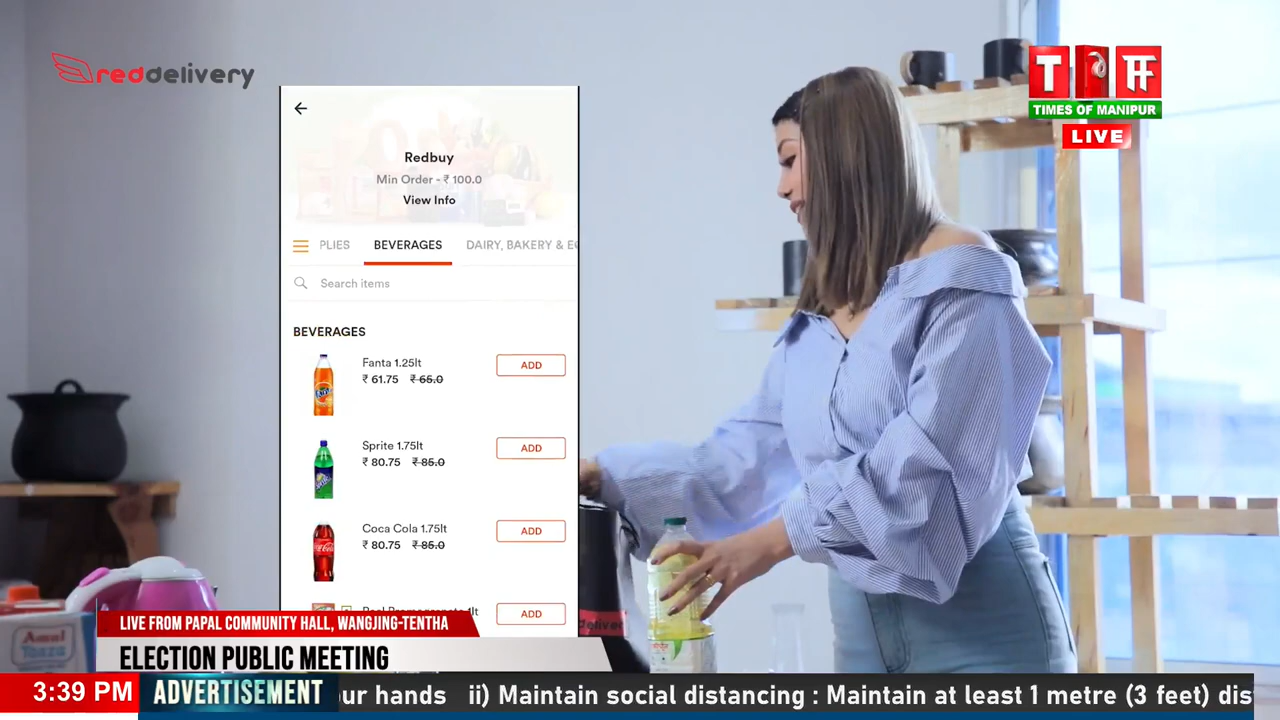 reddelivery
TIMES OF MANIPUR
LIVE
Redbuy
Min Order - ₹ 100.0
View Info
PLIES
BEVERAGES
DAIRY, BAKERY &
Search items
BEVERAGES
Fanta 1.25lt
₹ 61.75 ₹ 65.0
ADD
Sprite 1.75lt
₹ 80.75 ₹ 85.0
ADD
Coca Cola 1.75lt
₹ 80.75 ₹ 85.0
ADD
ADD
Amul
Taaza
LIVE FROM PAPAL COMMUNITY HALL, WANGJING-TENTHA
ELECTION PUBLIC MEETING
3:39 PM
ADVERTISEMENT
our hands ii) Maintain social distancing : Maintain at least 1 metre (3 feet) dis